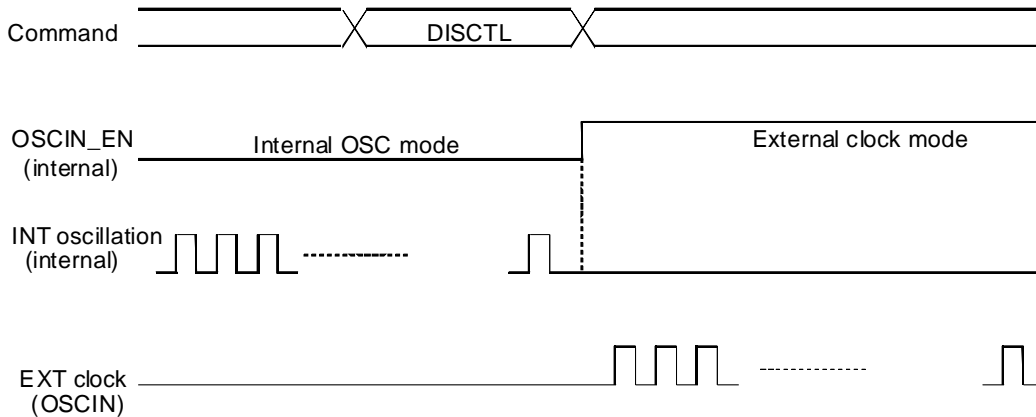 Command
DISCTL
OSCIN_EN
(internal)
Internal OSC mode
External clock mode
INT oscillation
(internal)
EXT clock
(OSCIN)